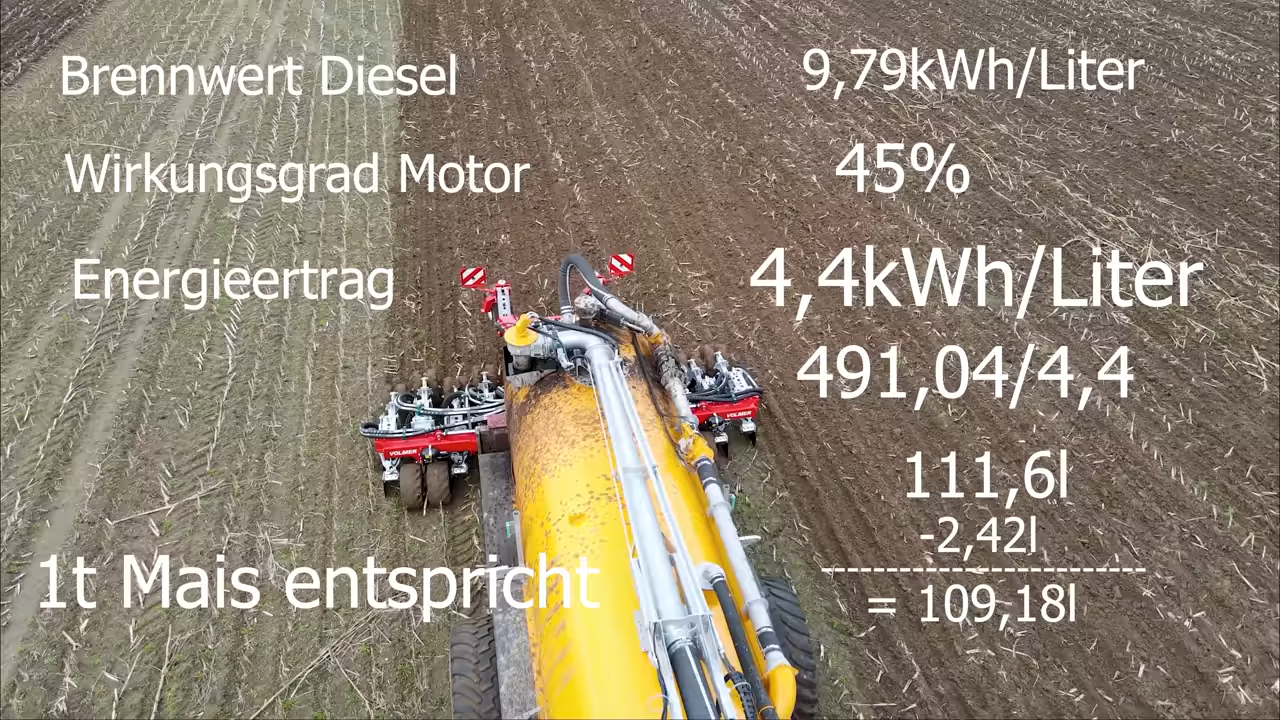 Brennwert Diesel 9,79kWh/Liter
Wirkungsgrad Motor 45%
Energieertrag 4,4kWh/Liter
491,04/4,4
111,6l
-2,42l
------------------------------
1t Mais entspricht = 109,18l
VOLMER
VOLMER